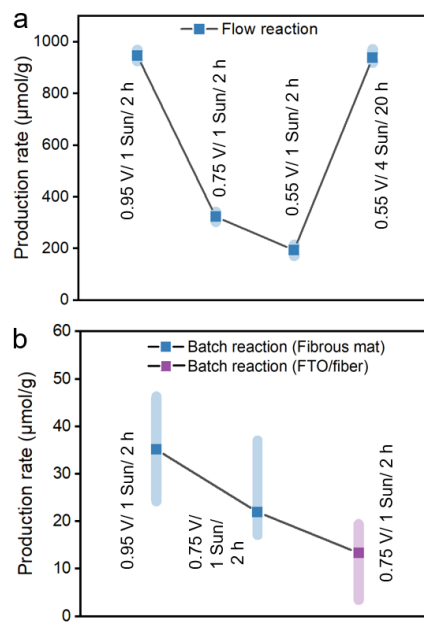 a
Flow reaction
Production rate (µmol/g)
1000
800
600
400
200
0
0.95 V/ 1 Sun/ 2 h
0.75 V/ 1 Sun/ 2 h
0.55 V/ 1 Sun/ 2 h
0.55 V/ 4 Sun/ 20 h
b
Batch reaction (Fibrous mat)
Batch reaction (FTO/fiber)
Production rate (µmol/g)
60
50
40
30
20
10
0
0.95 V/ 1 Sun/ 2 h
0.75 V/
1 Sun/
2 h
0.75 V/ 1 Sun/ 2 h